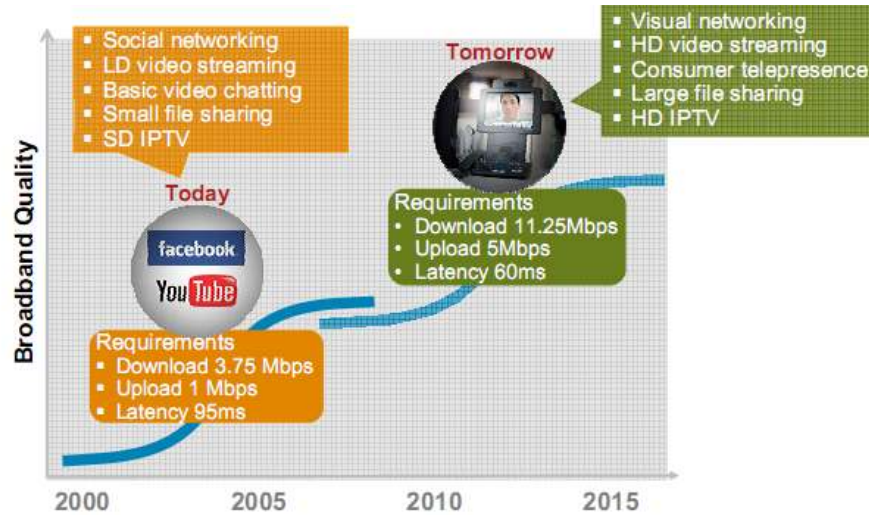 Social networking
LD video streaming
Basic video chatting
Small file sharing
SD IPTV
Today
facebook
YouTube
Requirements
Download 3.75 Mbps
Upload 1 Mbps
Latency 95ms
Tomorrow
Visual networking
HD video streaming
Consumer telepresence
Large file sharing
HD IPTV
Requirements
Download 11.25Mbps
Upload 5Mbps
Latency 60ms
Broadband Quality
2000 2005 2010 2015